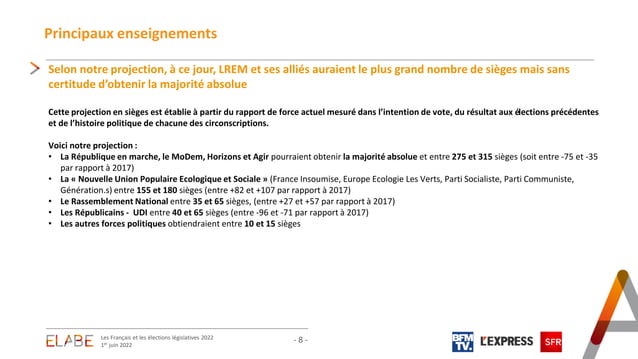 Principaux enseignements
Selon notre projection, à ce jour, LREM et ses alliés auraient le plus grand nombre de sièges mais sans
certitude d'obtenir la majorité absolue
Cette projection en sièges est établie à partir du rapport de force actuel mesuré dans l'intention de vote, du résultat aux élections précédentes
et de l'histoire politique de chacune des circonscriptions.
Voici notre projection :
• La République en marche, le MoDem, Horizons et Agir pourraient obtenir la majorité absolue et entre 275 et 315 sièges (soit entre -75 et -35
par rapport à 2017)
• La « Nouvelle Union Populaire Ecologique et Sociale » (France Insoumise, Europe Ecologie Les Verts, Parti Socialiste, Parti Communiste,
Génération.s) entre 155 et 180 sièges (entre +82 et +107 par rapport à 2017)
• Le Rassemblement National entre 35 et 65 sièges, (entre +27 et +57 par rapport à 2017)
• Les Républicains - UDI entre 40 et 65 sièges (entre -96 et -71 par rapport à 2017)
• Les autres forces politiques obtiendraient entre 10 et 15 sièges
ELABE
Les Français et les élections législatives 2022
1er juin 2022
- 8 -
BFM
TV.
L'EXPRESS
SFR